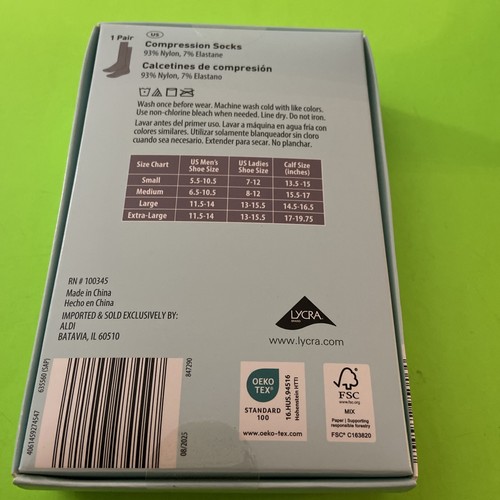 1 Pair
US
Compression Socks
93% Nylon, 7% Elastane
Calcetines de compresión
93% Nylon, 7% Elastano
Wash once before wear. Machine wash cold with like colors.
Use non-chlorine bleach when needed. Line dry. Do not iron.
Lavar antes del primer uso. Lavar a máquina en agua fria con
colores similares. Utilizar solamente blanqueador sin cloro
cuando sea necesario. Extender para secar. No planchar.
Size Chart US Men's Shoe Size US Ladies Shoe Size Calf Size (inches)
Small 5.5-10.5 7-12 13.5 -15
Medium 6.5-10.5 8-12 15.5-17
Large 11.5-14 13-15.5 14.5-16.5
Extra-Large 11.5-14 13-15.5 17-19.75
RN # 100345
Made in China
Hecho en China
IMPORTED & SOLD EXCLUSIVELY BY:
ALDI
BATAVIA, IL 60510
LYCRA
www.lycra.com
4061459274547
635560 (SAP)
847290
08/2025
OEKO
TEX®
STANDARD
100
16.HUS.94516
Hohenstein HTTI
www.oeko-tex.com
FSC
www.fsc.org
MIX
Paper | Supporting
responsible forestry
FSC® C163820